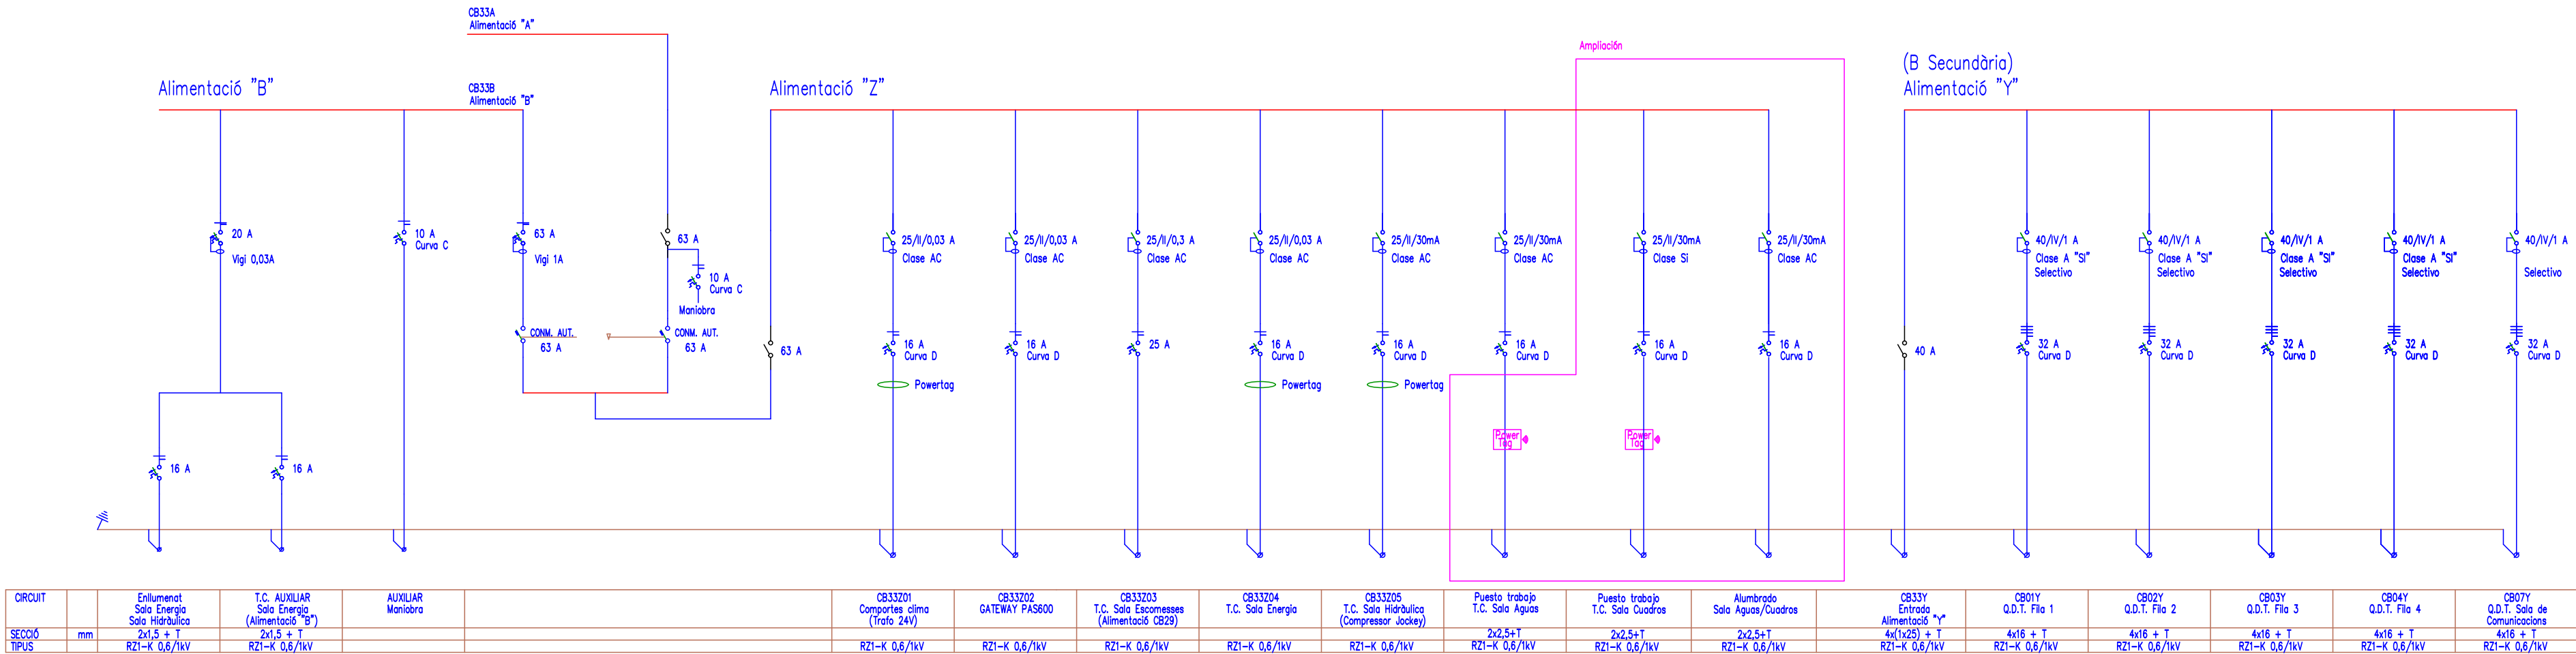 CB33A
Alimentació "A"
Ampliación
(B Secundària)
Alimentació "B"
CB33B
Alimentació "B"
Alimentació "Z"
Alimentació "Y"
20 A
Vigi 0,03A
10 A
Curva C
63 A
Vigi 1A
63 A
10 A
Curva C
Maniobra
CONM. AUT.
63 A
CONM. AUT.
63 A
63 A
16 A
16 A
25/II/0,03 A
Clase AC
25/II/0,03 A
Clase AC
25/II/0,3 A
Clase AC
25/II/0,03 A
Clase AC
25/II/30mA
Clase AC
25/II/30mA
Clase AC
25/II/30mA
Clase Si
25/II/30mA
Clase AC
16 A
Curva D
Powertag
16 A
Curva D
25 A
16 A
Curva D
Powertag
16 A
Curva D
Powertag
16 A
Curva D
Power
Tag
16 A
Curva D
Power
Tag
16 A
Curva D
40 A
40/IV/1 A
Clase A "SI"
Selectivo
40/IV/1 A
Clase A "SI"
Selectivo
40/IV/1 A
Clase A "SI"
Selectivo
40/IV/1 A
Clase A "SI"
Selectivo
40/IV/1 A
Selectivo
32 A
Curva D
32 A
Curva D
32 A
Curva D
32 A
Curva D
32 A
Curva D
CIRCUIT
Enllumenat
Sala Energia
Sala Hidràulica
T.C. AUXILIAR
Sala Energia
(Alimentació "B")
AUXILIAR
Maniobra
CB33Z01
Comportes clima
(Trafo 24V)
CB33Z02
GATEWAY PAS600
CB33Z03
T.C. Sala Escomesses
(Alimentació CB29)
CB33Z04
T.C. Sala Energia
CB33Z05
T.C. Sala Hidràulica
(Compressor Jockey)
Puesto trabajo
T.C. Sala Aguas
Puesto trabajo
T.C. Sala Cuadros
Alumbrado
Sala Aguas/Cuadros
CB33Y
Entrada
Alimentació "Y"
CB01Y
Q.D.T. Fila 1
CB02Y
Q.D.T. Fila 2
CB03Y
Q.D.T. Fila 3
CB04Y
Q.D.T. Fila 4
CB07Y
Q.D.T. Sala de
Comunicacions
SECCIÓ mm 2x1,5 + T 2x1,5 + T 2x2,5+T 2x2,5+T 2x2,5+T 4x(1x25) + T 4x16 + T 4x16 + T 4x16 + T 4x16 + T 4x16 + T
TIPUS RZ1-K 0,6/1kV RZ1-K 0,6/1kV RZ1-K 0,6/1kV RZ1-K 0,6/1kV RZ1-K 0,6/1kV RZ1-K 0,6/1kV RZ1-K 0,6/1kV RZ1-K 0,6/1kV RZ1-K 0,6/1kV RZ1-K 0,6/1kV RZ1-K 0,6/1kV RZ1-K 0,6/1kV RZ1-K 0,6/1kV RZ1-K 0,6/1kV RZ1-K 0,6/1kV RZ1-K 0,6/1kV